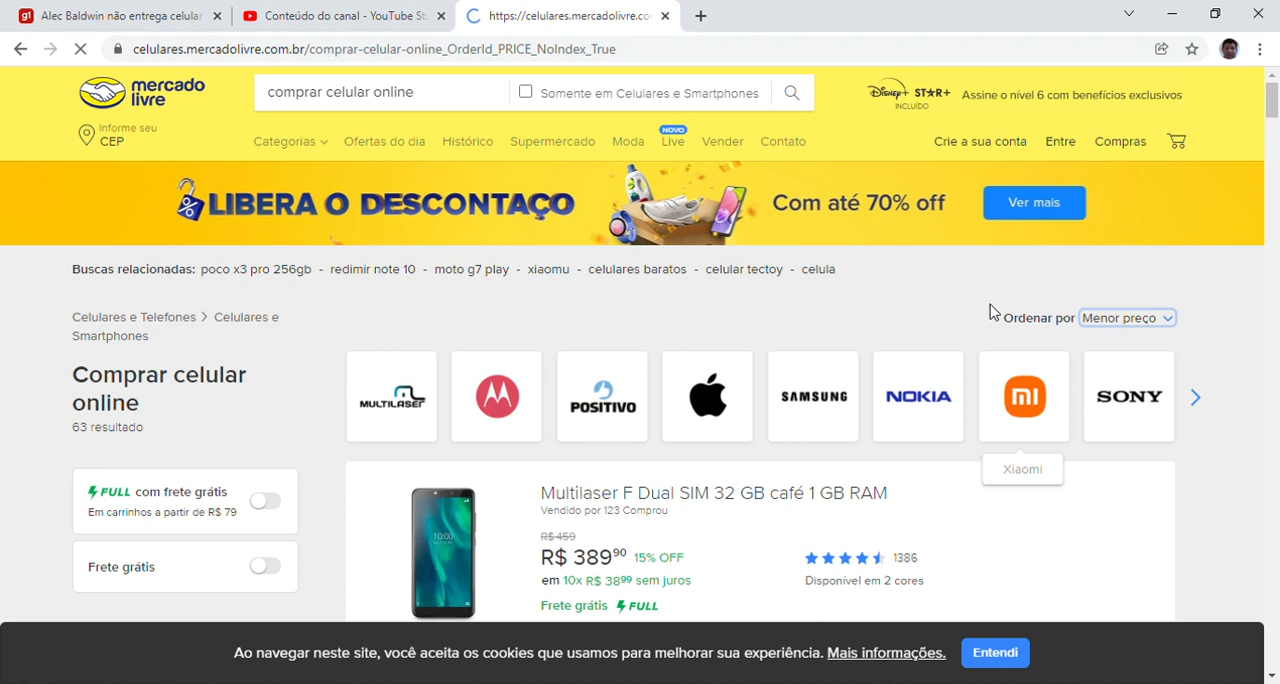 g1 Alec Baldwin não entrega celular
Conteúdo do canal - YouTube St
https://celulares.mercadolivre.co
celulares.mercadolivre.com.br/comprar-celular-online_OrderId_PRICE_NoIndex_True
mercado
livre
comprar celular online
Somente em Celulares e Smartphones
Disney+ STAR+
INCLUÍDO
Assine o nível 6 com benefícios exclusivos
Informe seu
CEP
Categorias
Ofertas do dia
Histórico
Supermercado
Moda
NOVO
Live
Vender
Contato
Crie a sua conta
Entre
Compras
LIBERA O DESCONTAÇO
Com até 70% off
Ver mais
Buscas relacionadas: poco x3 pro 256gb - redimir note 10 - moto g7 play - xiaomu - celulares baratos - celular tectoy - celula
Celulares e Telefones > Celulares e
Smartphones
Ordenar por Menor preço
Comprar celular
online
63 resultado
MULTILASER
POSITIVO
SAMSUNG
NOKIA
mi
SONY
Xiaomi
FULL com frete grátis
Em carrinhos a partir de R$ 79
Frete grátis
10:00
Multilaser F Dual SIM 32 GB café 1 GB RAM
Vendido por 123 Comprou
R$ 459
R$ 389⁹⁰ 15% OFF
em 10x R$ 38⁹⁹ sem juros
Frete grátis FULL
1386
Disponível em 2 cores
Ao navegar neste site, você aceita os cookies que usamos para melhorar sua experiência. Mais informações.
Entendi